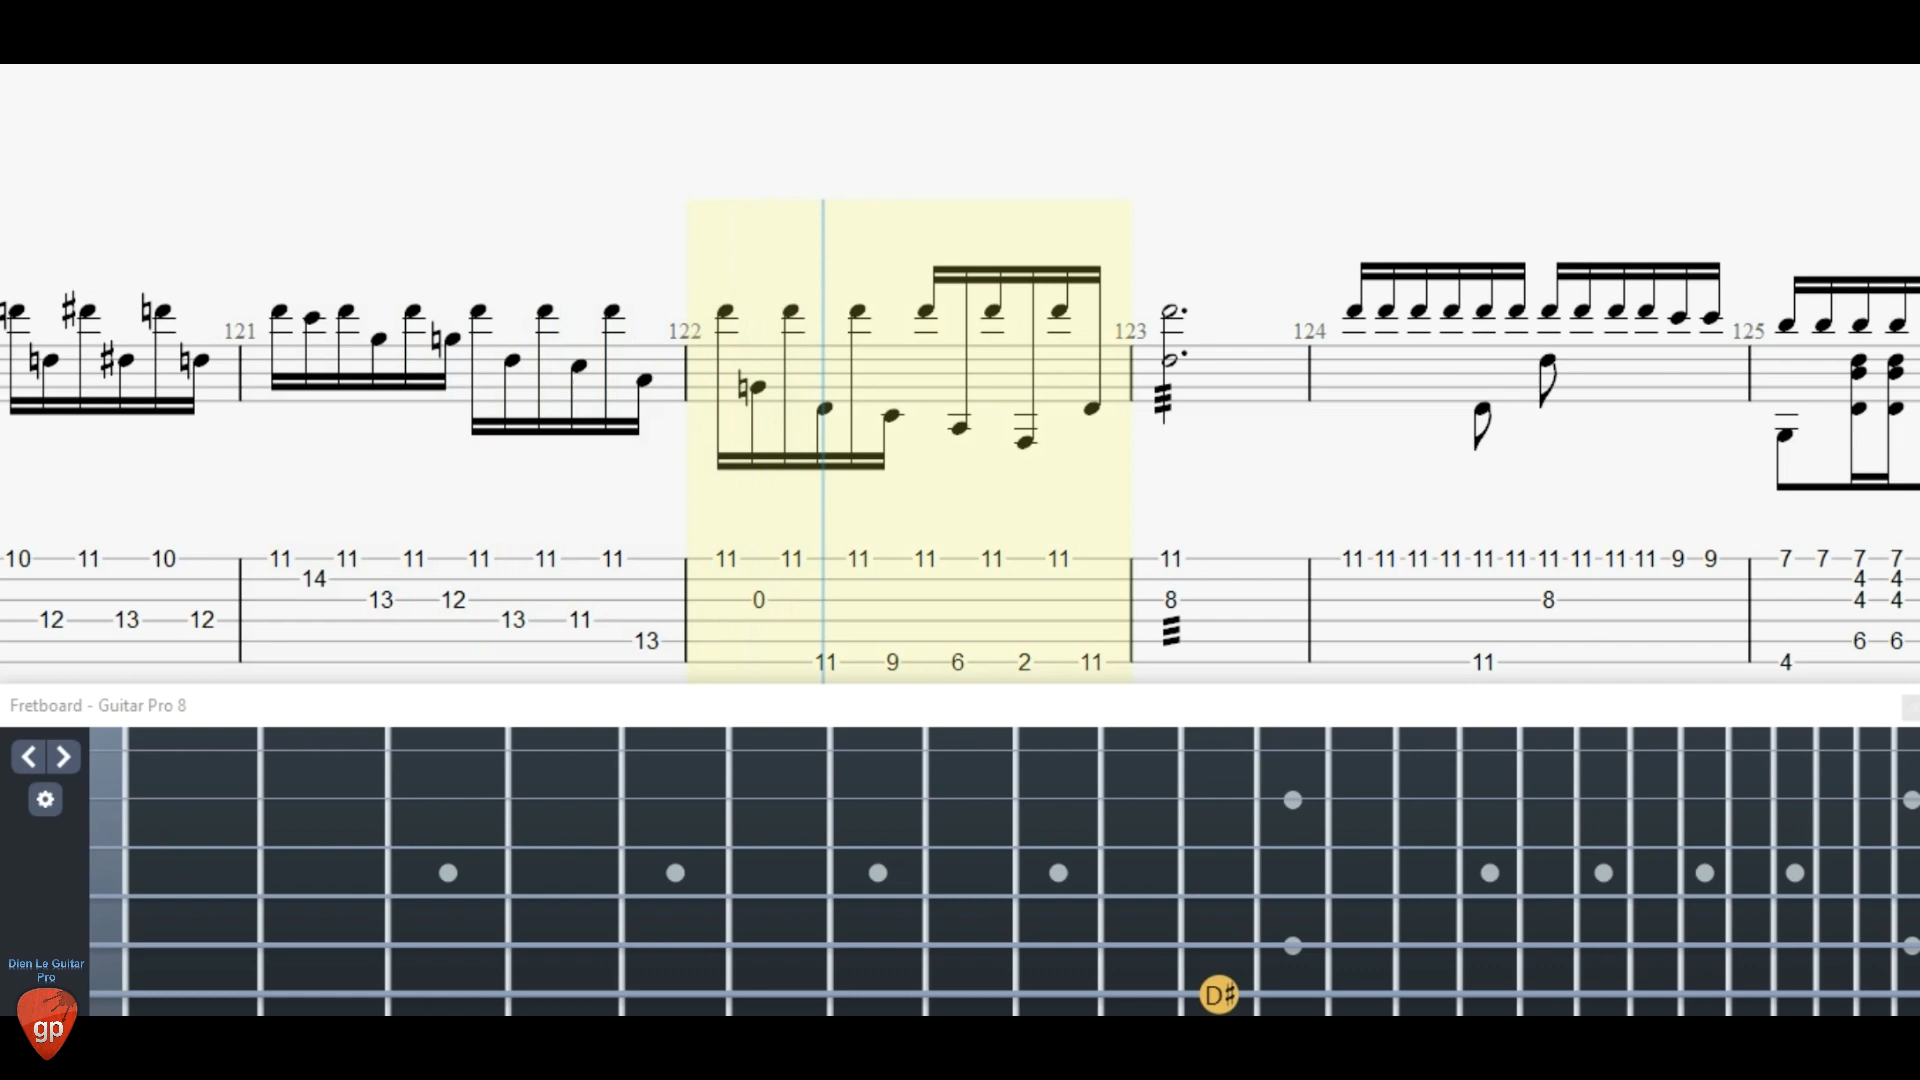 121 122 123 124 125
10 11 10 11 11 11 11 11 11 11 11 11 11 11 11 11 11 11 11 11 11 11 11 11 11 11 9 9 7 7 7 7
14 4 4
13 12 0 8 8 4 4
12 13 12 13 11
13 6 6
11 9 6 2 11 11 4
Fretboard - Guitar Pro 8
Dien Le Guitar
Pro
gp
D♯